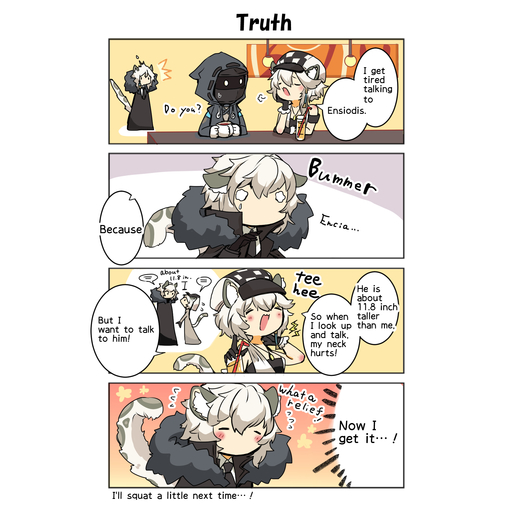 Truth
I get
tired
talking
to
Ensiodis.
Do you?
Bummer
Encia...
Because
about
11.8 in..
tee
hee
He is
about
11.8 inch
taller
than me.
So when
I look up
and talk,
my neck
hurts!
But I
want to talk
to him!
what a
relief!
Now I
get it…!
I'll squat a little next time…!